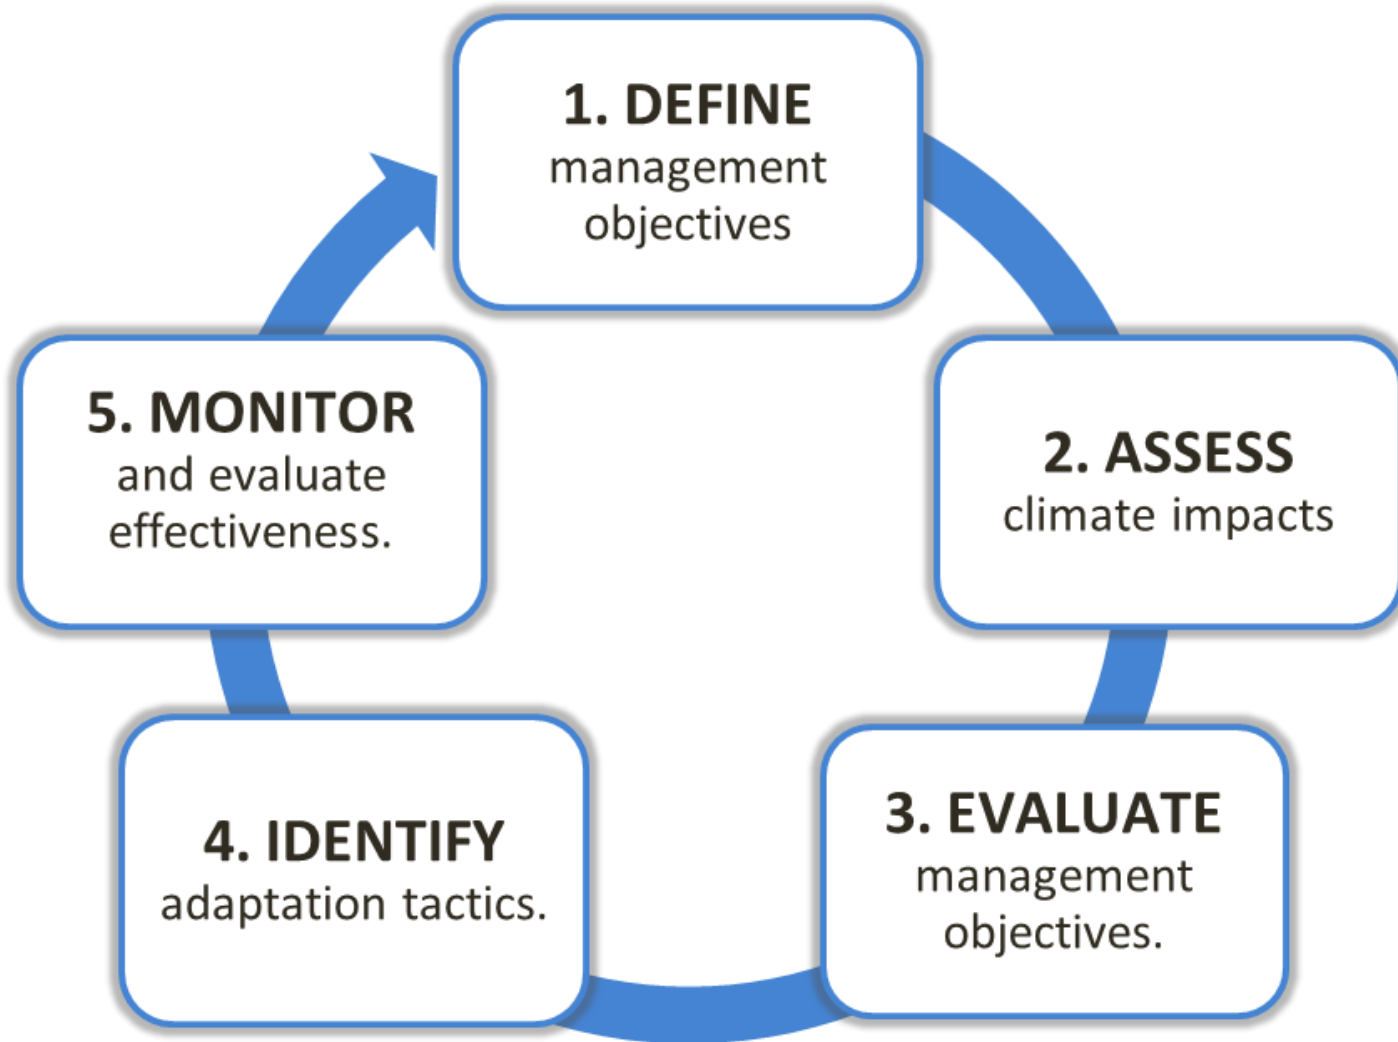 1. DEFINE
management
objectives
2. ASSESS
climate impacts
3. EVALUATE
management
objectives.
4. IDENTIFY
adaptation tactics.
5. MONITOR
and evaluate
effectiveness.